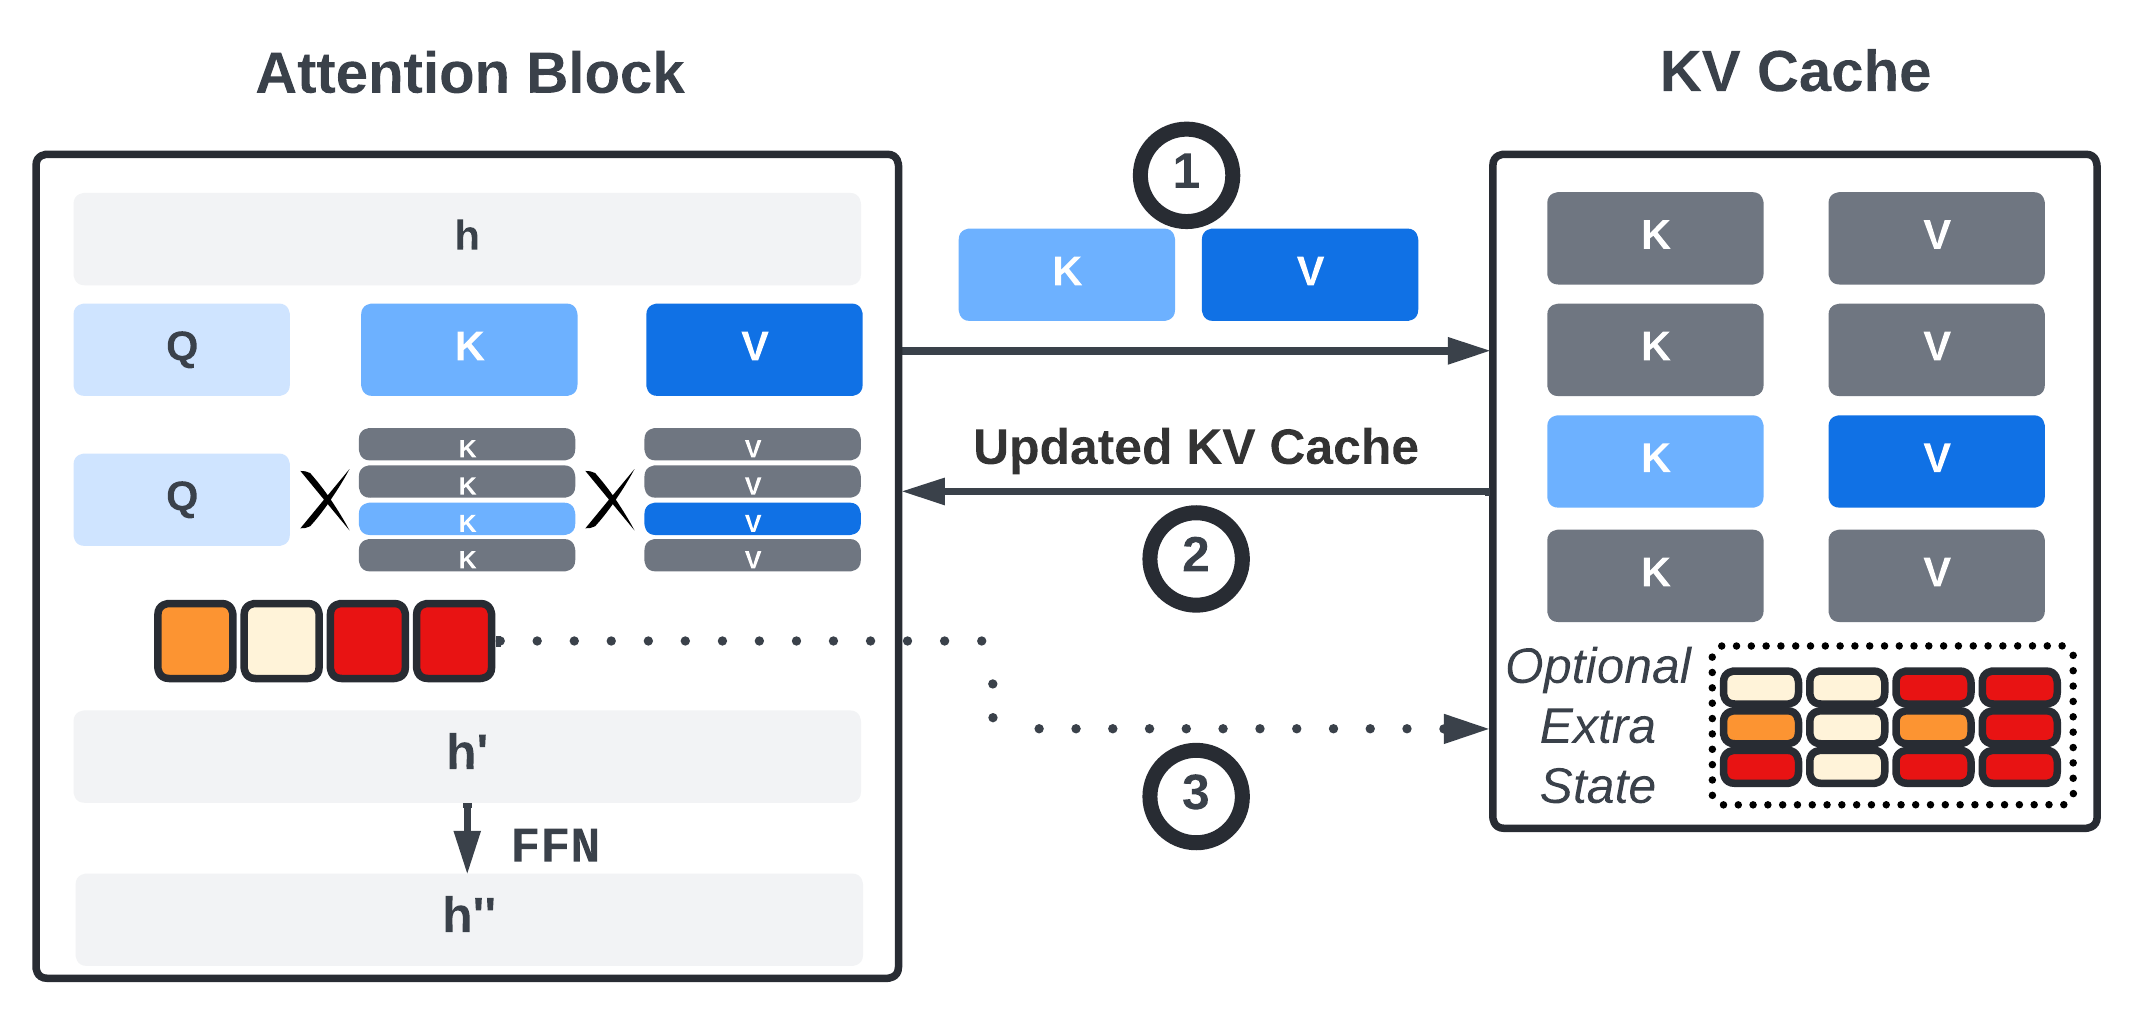 Attention Block
KV Cache
h
Q K V
Q K V
K V
K V
K V
h'
FFN
h''
1
K V
Updated KV Cache
2
3
K V
K V
K V
K V
Optional
Extra
State